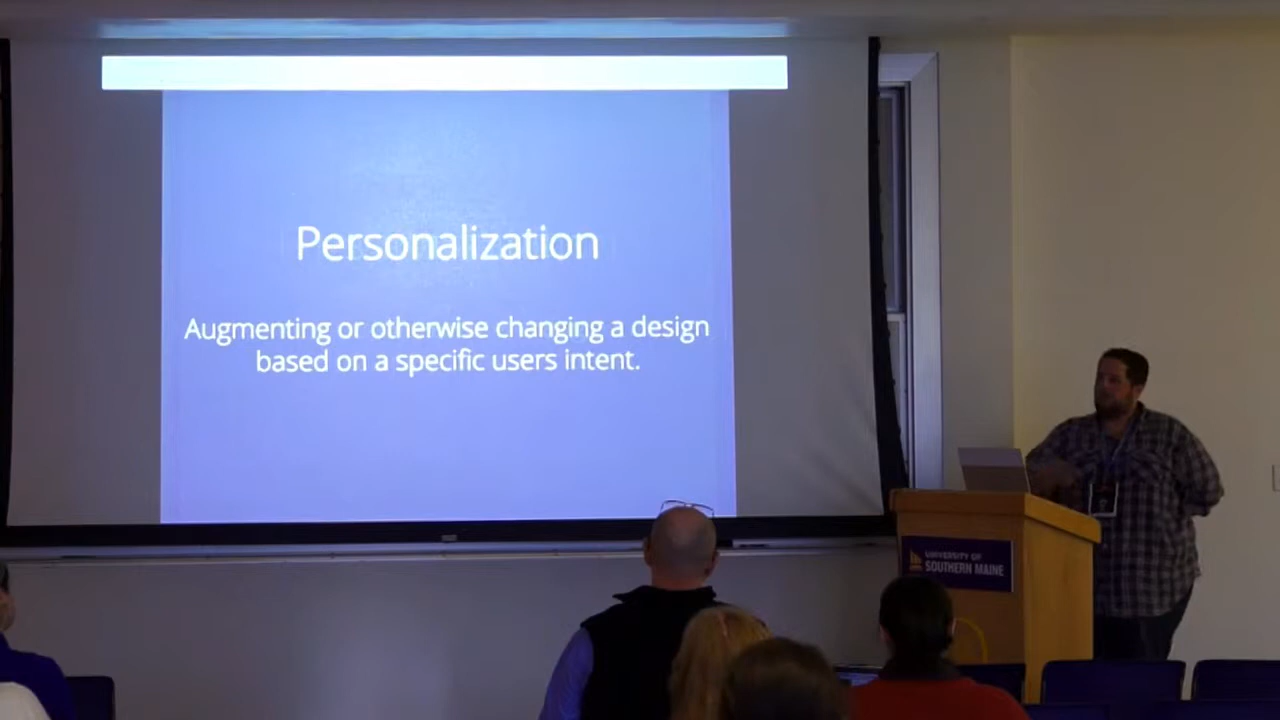 Personalization
Augmenting or otherwise changing a design
based on a specific users intent.
UNIVERSITY OF
SOUTHERN MAINE